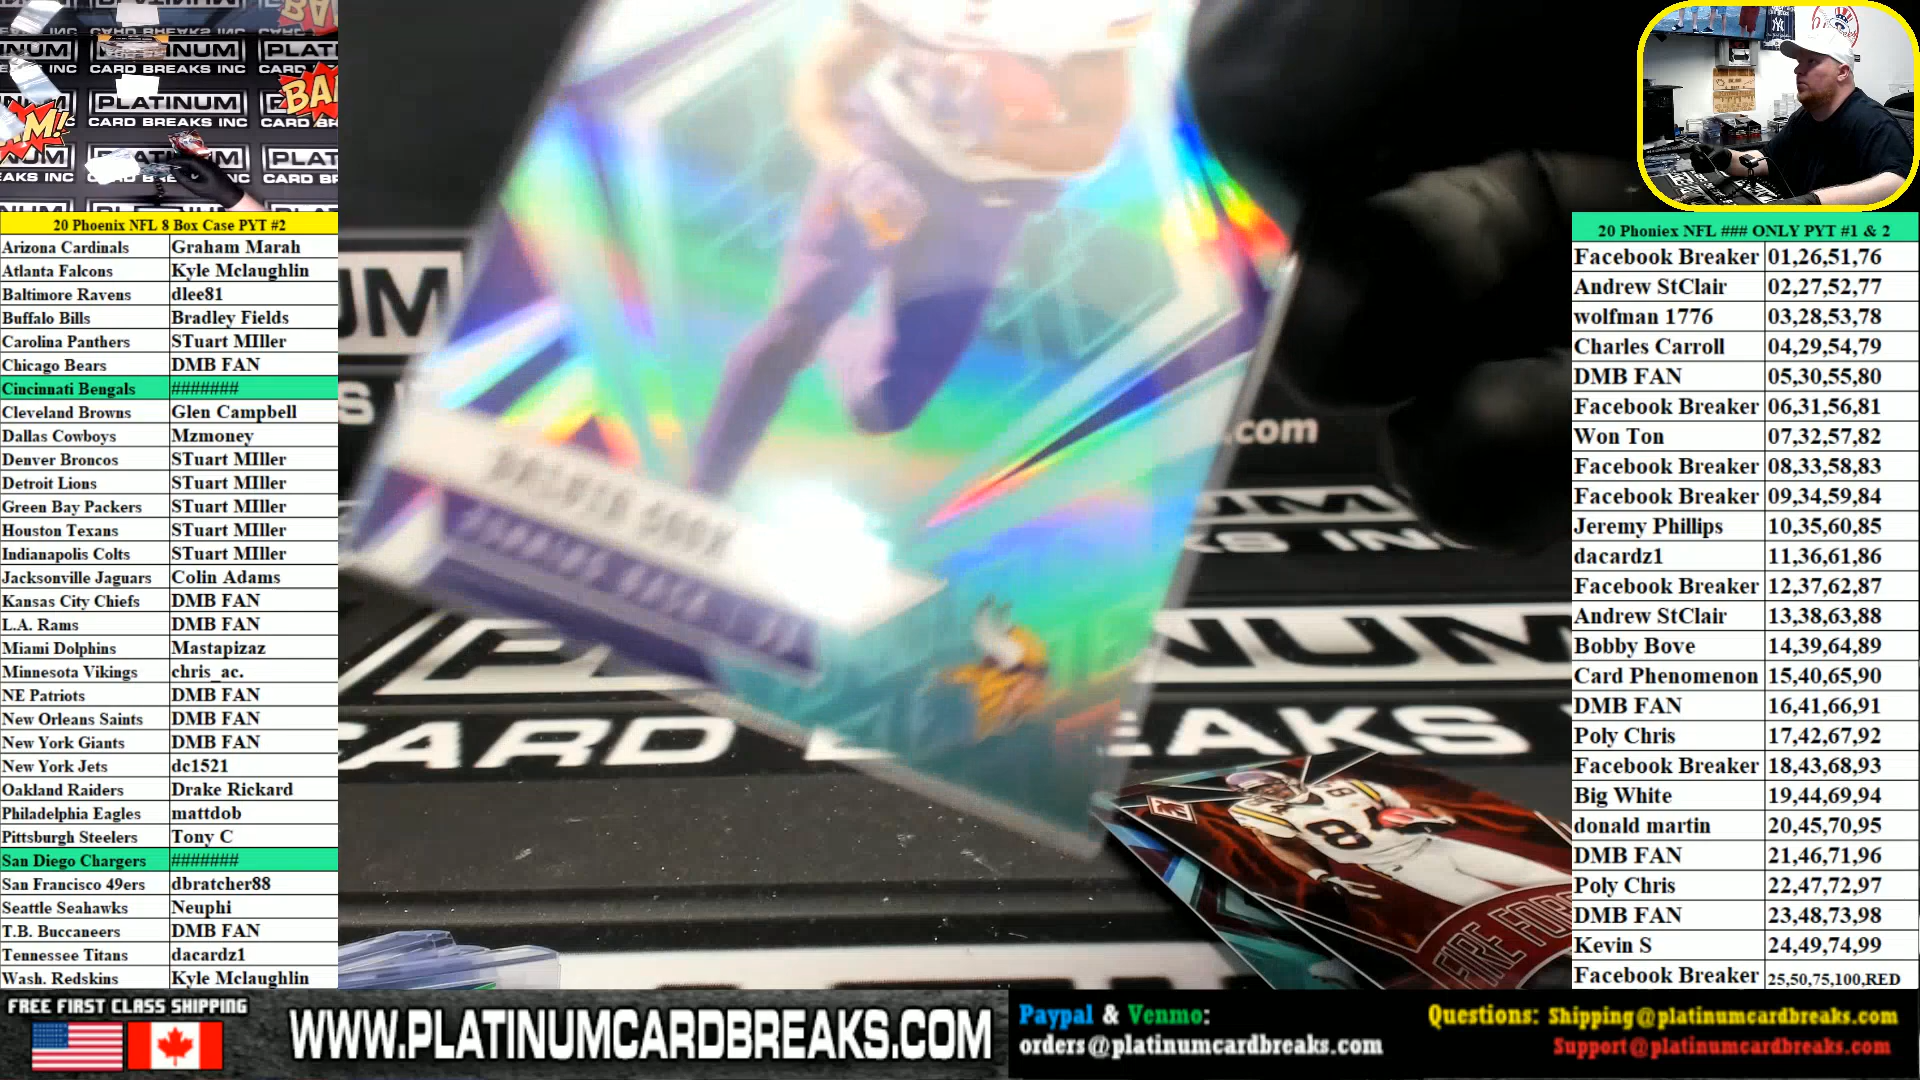 20 Phoenix NFL 8 Box Case PYT #2
Arizona Cardinals Graham Marah
Atlanta Falcons Kyle Mclaughlin
Baltimore Ravens dlee81
Buffalo Bills Bradley Fields
Carolina Panthers STuart MIller
Chicago Bears DMB FAN
Cincinnati Bengals #######
Cleveland Browns Glen Campbell
Dallas Cowboys Mzmoney
Denver Broncos STuart MIller
Detroit Lions STuart MIller
Green Bay Packers STuart MIller
Houston Texans STuart MIller
Indianapolis Colts STuart MIller
Jacksonville Jaguars Colin Adams
Kansas City Chiefs DMB FAN
L.A. Rams DMB FAN
Miami Dolphins Mastapizaz
Minnesota Vikings chris_ac.
NE Patriots DMB FAN
New Orleans Saints DMB FAN
New York Giants DMB FAN
New York Jets dc1521
Oakland Raiders Drake Rickard
Philadelphia Eagles mattdob
Pittsburgh Steelers Tony C
San Diego Chargers #######
San Francisco 49ers dbratcher88
Seattle Seahawks Neuphi
T.B. Buccaneers DMB FAN
Tennessee Titans dacardz1
Wash. Redskins Kyle Mclaughlin
PLATINUM
CARD BREAKS INC
DALVIN COOK
RUNNING BACK
.com
CARD BREAKS
84
FIRE FOR
20 Phoniex NFL ### ONLY PYT #1 & 2
Facebook Breaker 01,26,51,76
Andrew StClair 02,27,52,77
wolfman 1776 03,28,53,78
Charles Carroll 04,29,54,79
DMB FAN 05,30,55,80
Facebook Breaker 06,31,56,81
Won Ton 07,32,57,82
Facebook Breaker 08,33,58,83
Facebook Breaker 09,34,59,84
Jeremy Phillips 10,35,60,85
dacardz1 11,36,61,86
Facebook Breaker 12,37,62,87
Andrew StClair 13,38,63,88
Bobby Bove 14,39,64,89
Card Phenomenon 15,40,65,90
DMB FAN 16,41,66,91
Poly Chris 17,42,67,92
Facebook Breaker 18,43,68,93
Big White 19,44,69,94
donald martin 20,45,70,95
DMB FAN 21,46,71,96
Poly Chris 22,47,72,97
DMB FAN 23,48,73,98
Kevin S 24,49,74,99
Facebook Breaker 25,50,75,100,RED
FREE FIRST CLASS SHIPPING
WWW.PLATINUMCARDBREAKS.COM
Paypal & Venmo:
orders@platinumcardbreaks.com
Questions: Shipping@platinumcardbreaks.com
Support@platinumcardbreaks.com